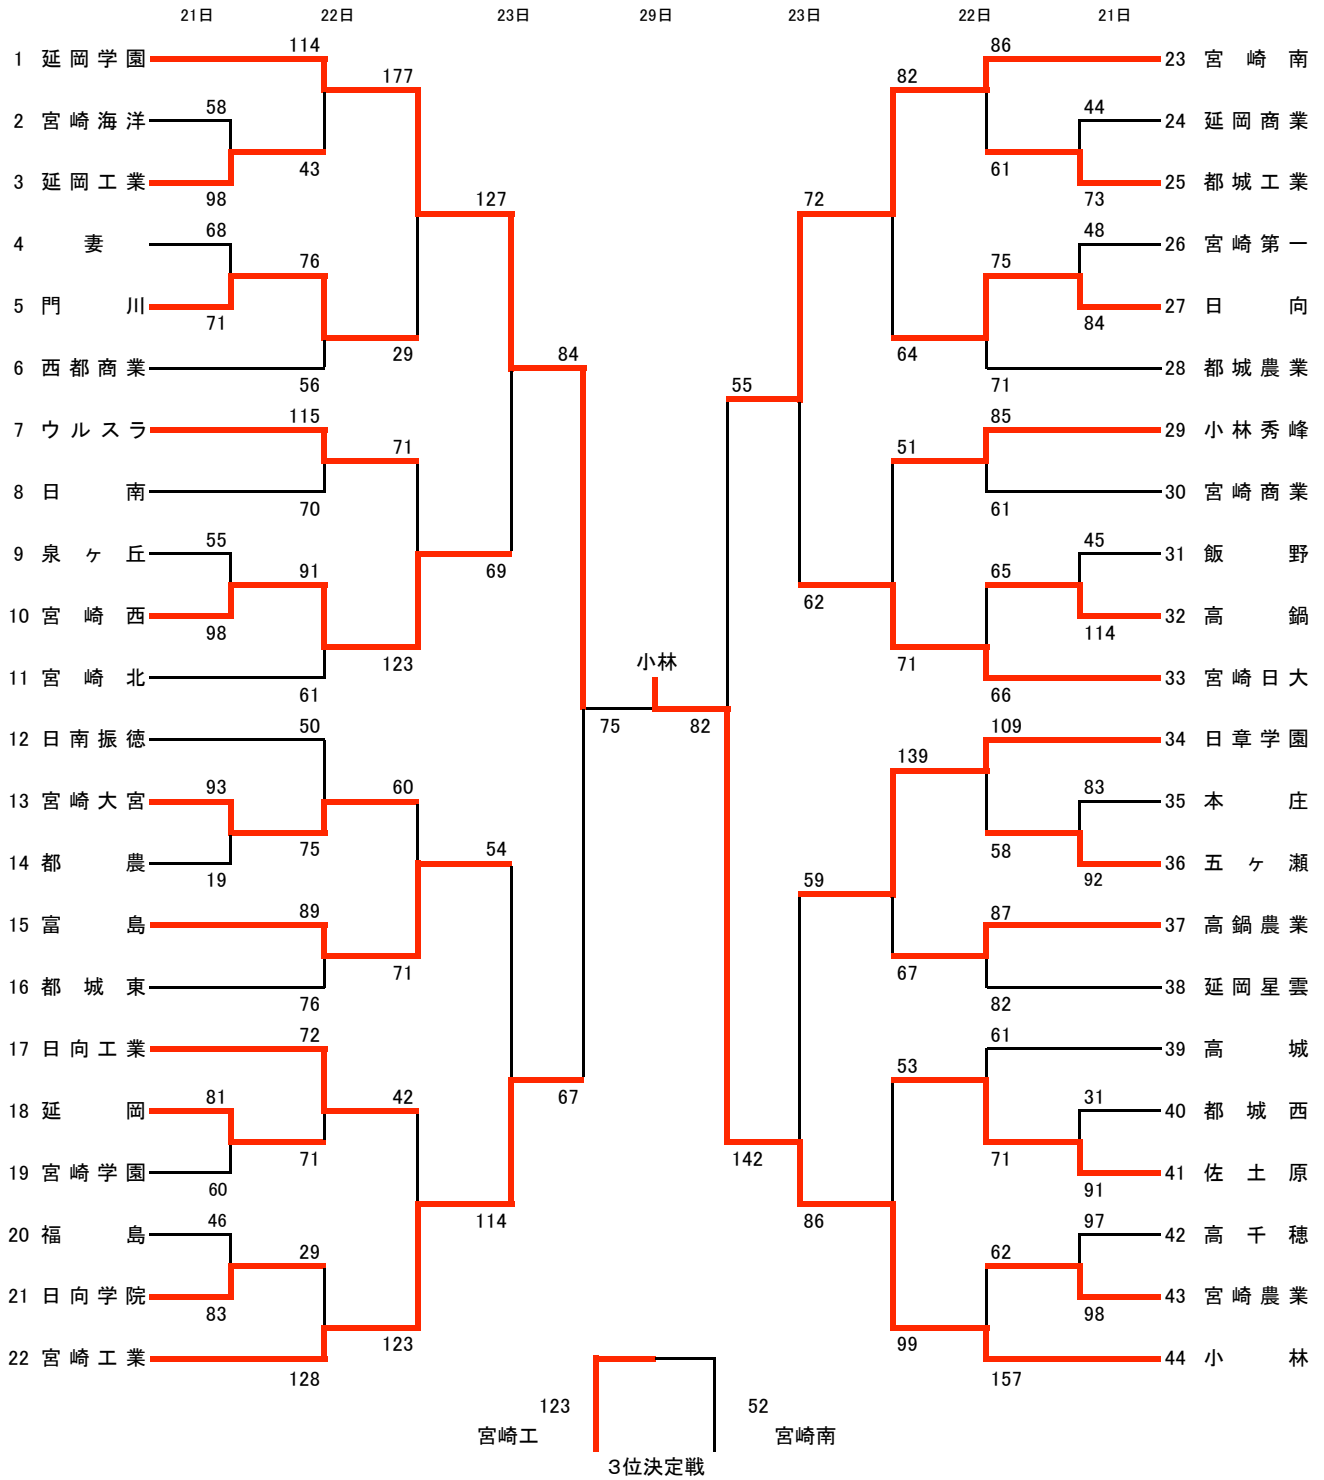 21日 22日 23日 29日 23日 22日 21日
114 86
1 延岡学園 23 宮崎南
177 82
58 44
2 宮崎海洋 24 延岡商業
43 61
3 延岡工業 25 都城工業
98 127 72 73
68 48
4 妻 26 宮崎第一
76 75
5 門川 27 日向
71 84
29 84 64
6 西都商業 28 都城農業
56 55 71
115 85
7 ウルスラ 29 小林秀峰
71 51
8 日南 30 宮崎商業
70 61
55 45
9 泉ヶ丘 31 飯野
91 69 65
10 宮崎西 62 32 高鍋
98 114
123 小林 71
11 宮崎北 33 宮崎日大
61 66
50 75 82 109
12 日南振徳 34 日章学園
139
93 60 83
13 宮崎大宮 35 本庄
75 54 58
14 都農 36 五ヶ瀬
19 59 92
89 87
15 富島 37 高鍋農業
71 67
16 都城東 38 延岡星雲
76 82
72 61
17 日向工業 39 高城
53
81 42 67 31
18 延岡 40 都城西
71 142 71
19 宮崎学園 41 佐土原
60 91
46 114 86 97
20 福島 42 高千穂
29 62
21 日向学院 43 宮崎農業
83 98
123 99
22 宮崎工業 44 小林
128 157
123 52
宮崎工 宮崎南
3位決定戦